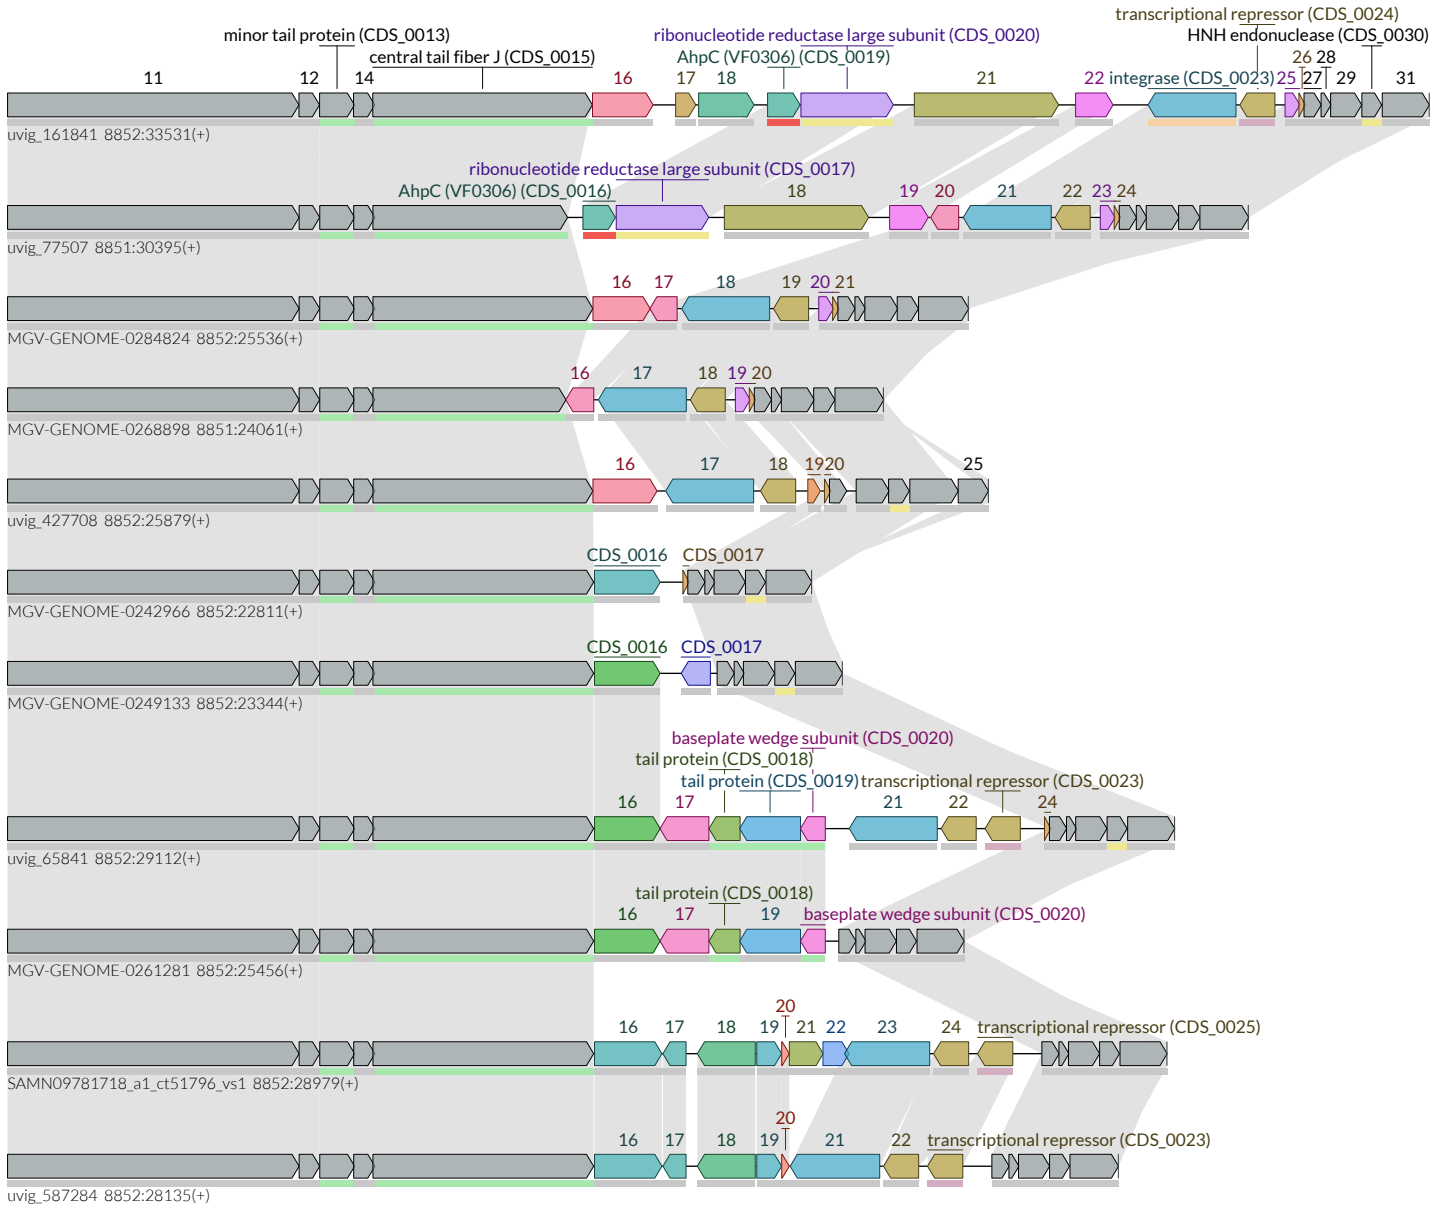 transcriptional repressor (CDS_0024)
minor tail protein (CDS_0013) ribonucleotide reductase large subunit (CDS_0020) HNH endonuclease (CDS_0030)
central tail fiber J (CDS_0015) AhpC (VF0306) (CDS_0019) 26 28
11 12 14 16 17 18 21 22 integrase (CDS_0023) 25 27 29 31
uvig_161841 8852:33531(+)
ribonucleotide reductase large subunit (CDS_0017)
AhpC (VF0306) (CDS_0016) 18 19 20 21 22 23 24
uvig_77507 8851:30395(+)
16 17 18 19 20 21
MGV-GENOME-0284824 8852:25536(+)
16 17 18 19 20
MGV-GENOME-0268898 8851:24061(+)
16 17 18 19 20 25
uvig_427708 8852:25879(+)
CDS_0016 CDS_0017
MGV-GENOME-0242966 8852:22811(+)
CDS_0016 CDS_0017
MGV-GENOME-0249133 8852:23344(+)
baseplate wedge subunit (CDS_0020)
tail protein (CDS_0018)
tail protein (CDS_0019) transcriptional repressor (CDS_0023)
16 17 21 22 24
uvig_65841 8852:29112(+)
tail protein (CDS_0018)
16 17 19 baseplate wedge subunit (CDS_0020)
MGV-GENOME-0261281 8852:25456(+)
20
16 17 18 19 21 22 23 24 transcriptional repressor (CDS_0025)
SAMN09781718_a1_ct51796_vs1 8852:28979(+)
20
16 17 18 19 21 22 transcriptional repressor (CDS_0023)
uvig_587284 8852:28135(+)